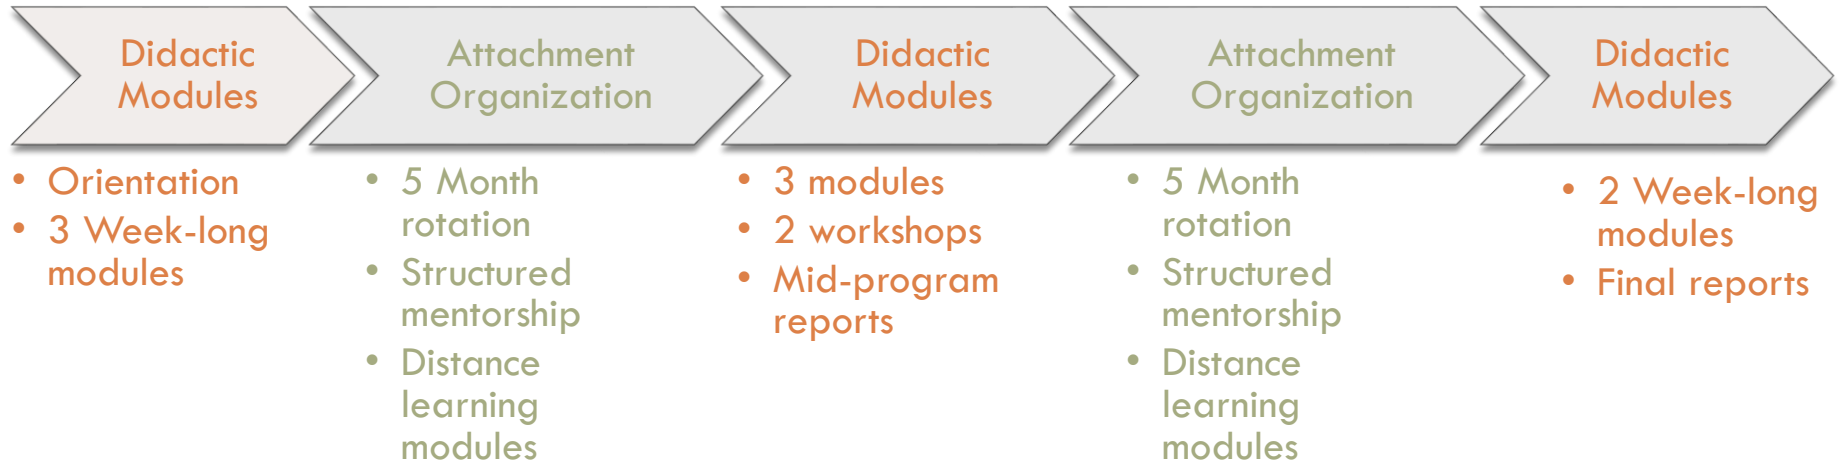 Didactic
Modules
Attachment
Organization
Didactic
Modules
Attachment
Organization
Didactic
Modules
• Orientation
• 3 Week-long
modules
• 5 Month
rotation
• Structured
mentorship
• Distance
learning
modules
• 3 modules
• 2 workshops
• Mid-program
reports
• 5 Month
rotation
• Structured
mentorship
• Distance
learning
modules
• 2 Week-long
modules
• Final reports